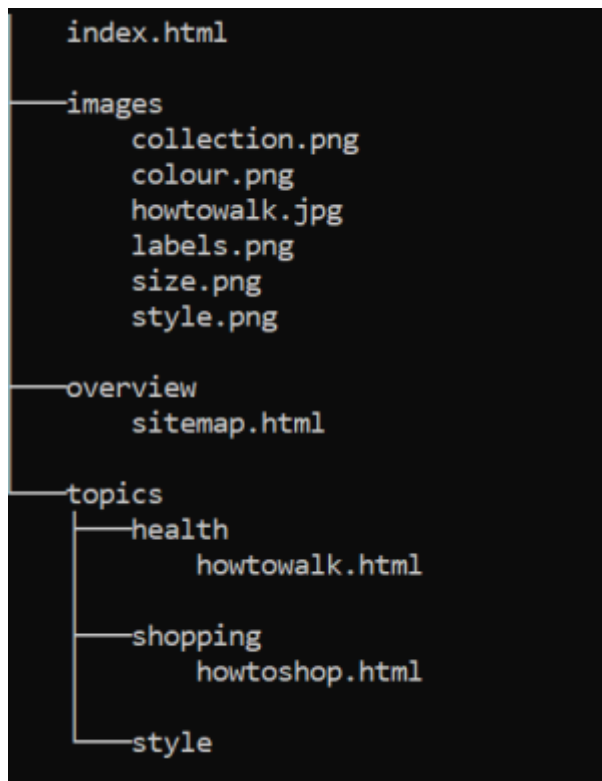 index.html
images
collection.png
colour.png
howtowalk.jpg
labels.png
size.png
style.png
overview
sitemap.html
topics
health
howtowalk.html
shopping
howtoshop.html
style